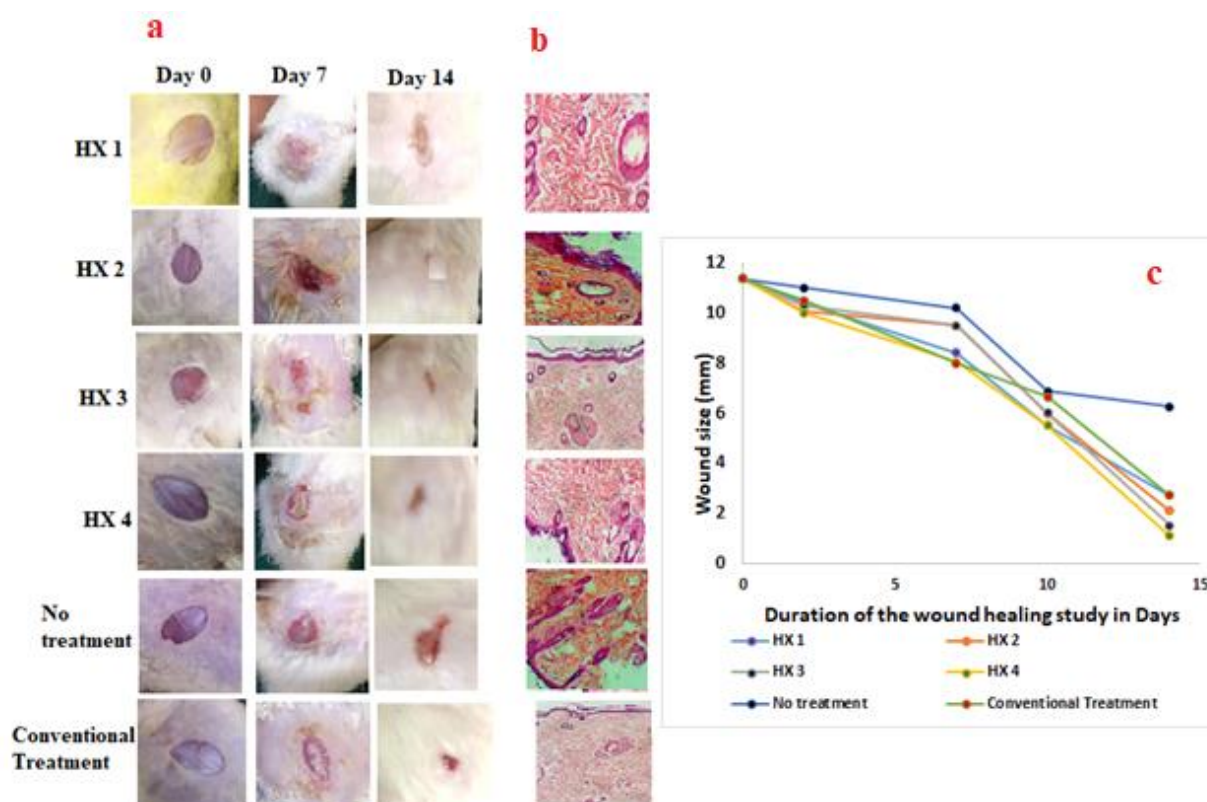 a
b
Day 0
Day 7
Day 14
HX 1
HX 2
HX 3
HX 4
No
treatment
Conventional
Treatment
c
12
10
8
6
4
2
0
Wound size (mm)
0
5
10
15
Duration of the wound healing study in Days
HX 1
HX 2
HX 3
HX 4
No treatment
Conventional Treatment